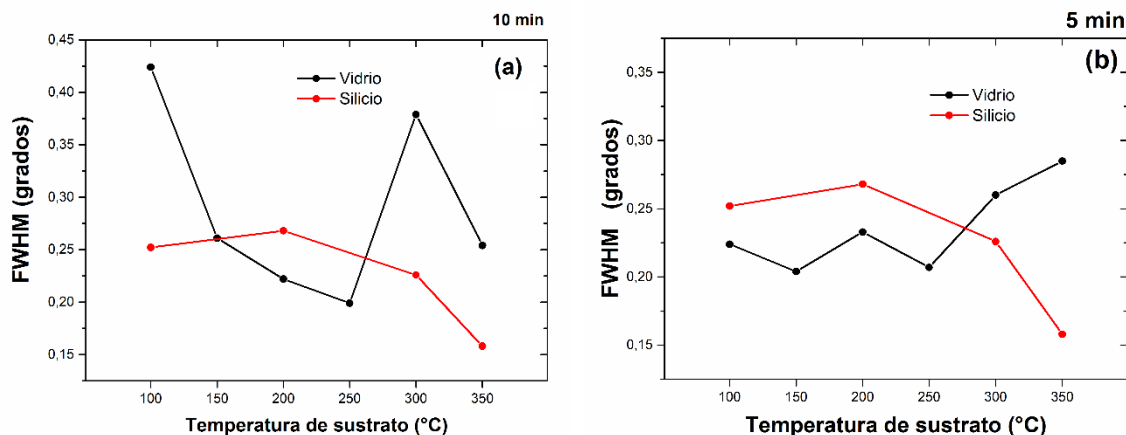 10 min
(a)
Vidrio
Silicio
0,45
0,40
0,35
0,30
0,25
0,20
0,15
FWHM (grados)
100 150 200 250 300 350
Temperatura de sustrato (°C)
5 min
(b)
Vidrio
Silicio
0,35
0,30
0,25
0,20
0,15
FWHM (grados)
100 150 200 250 300 350
Temperatura de sustrato (°C)